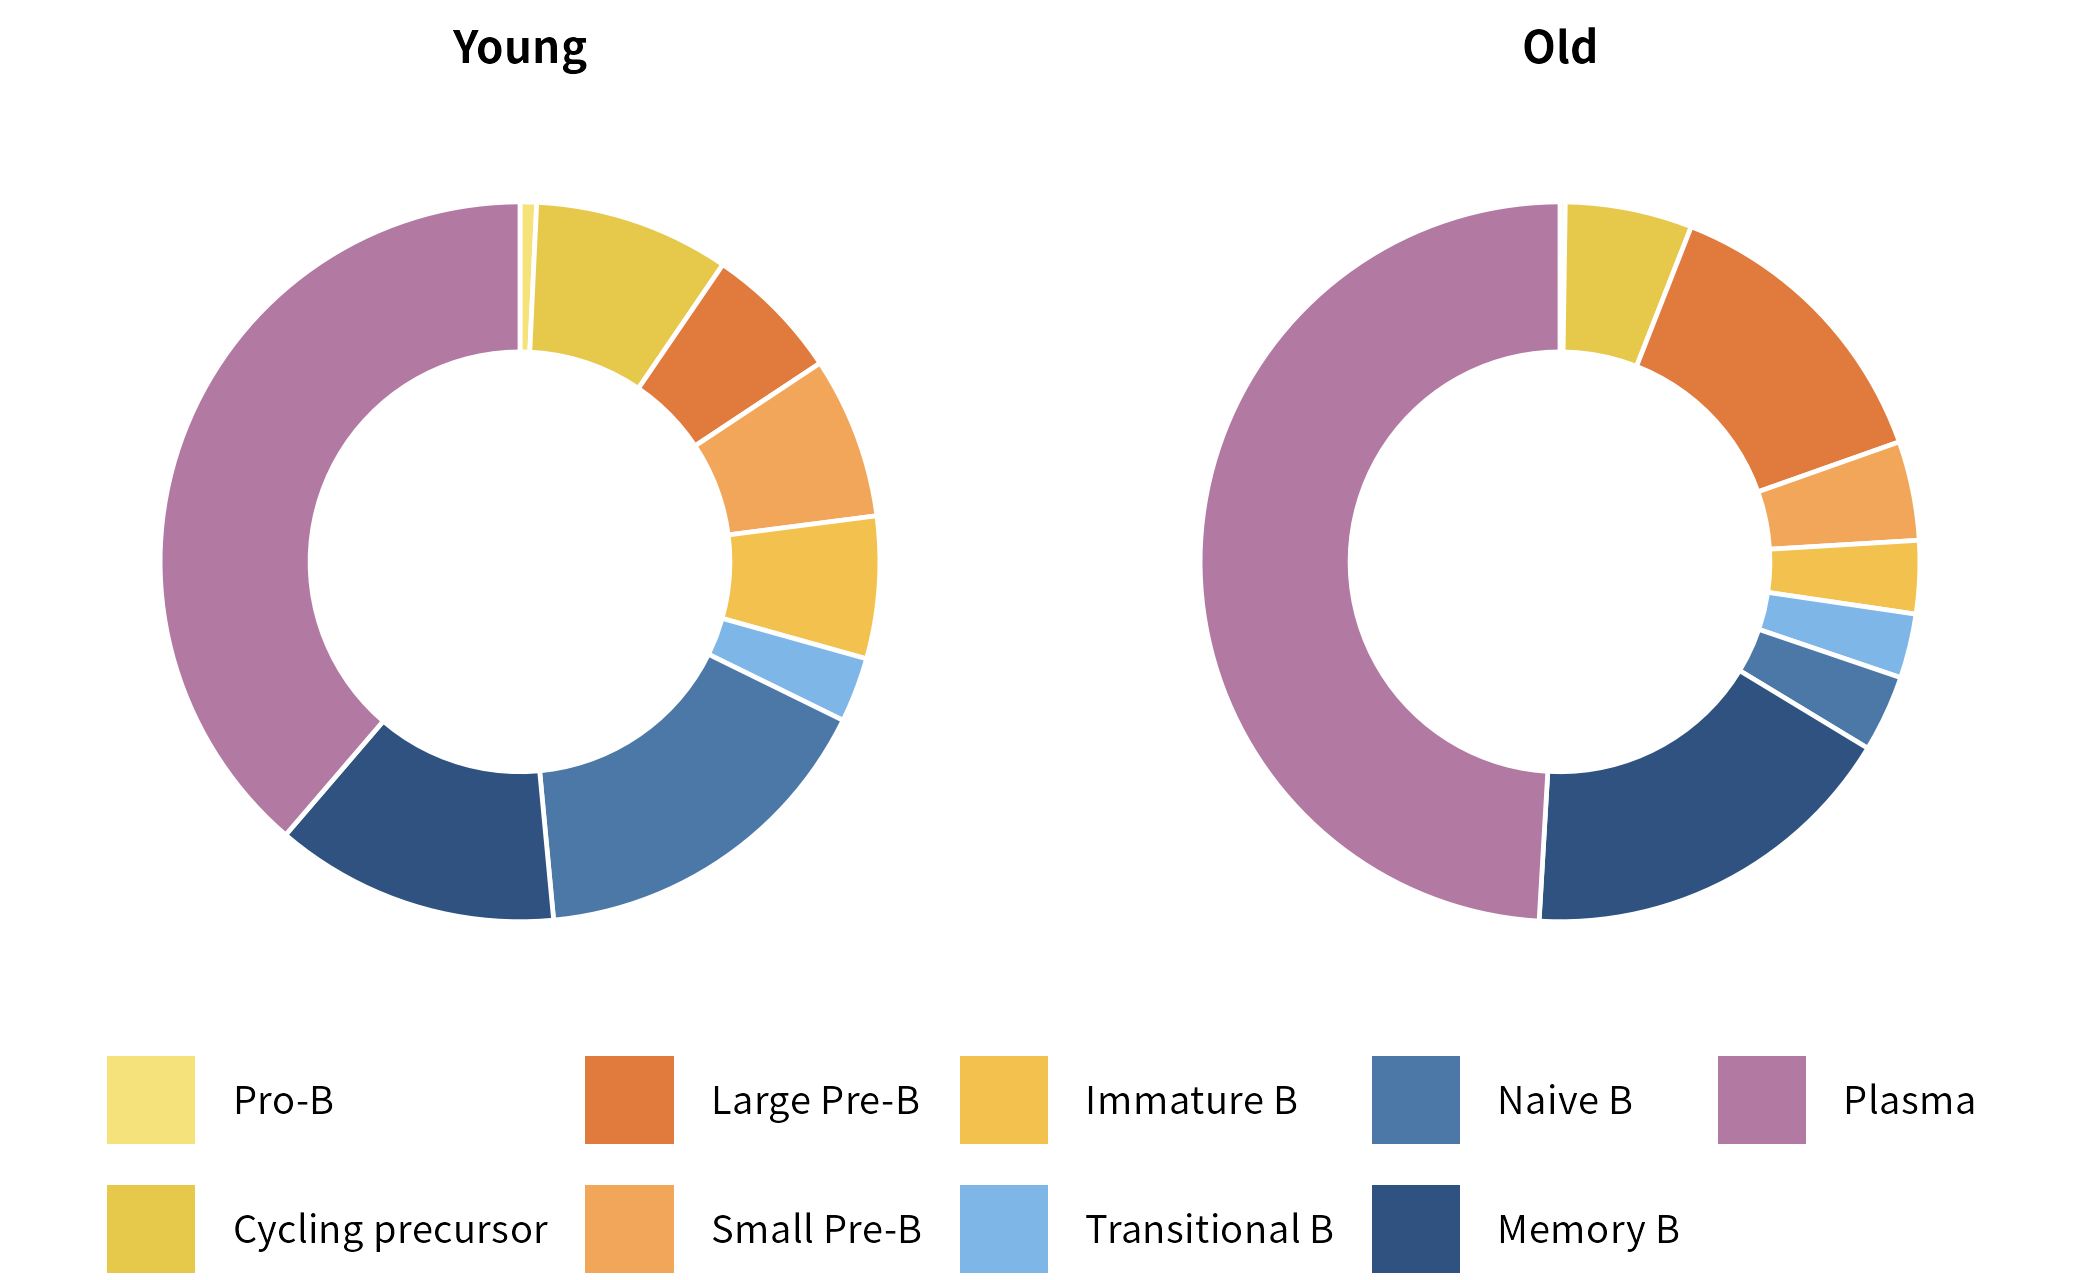 Young
Old
Pro-B
Large Pre-B
Immature B
Naive B
Plasma
Cycling precursor
Small Pre-B
Transitional B
Memory B